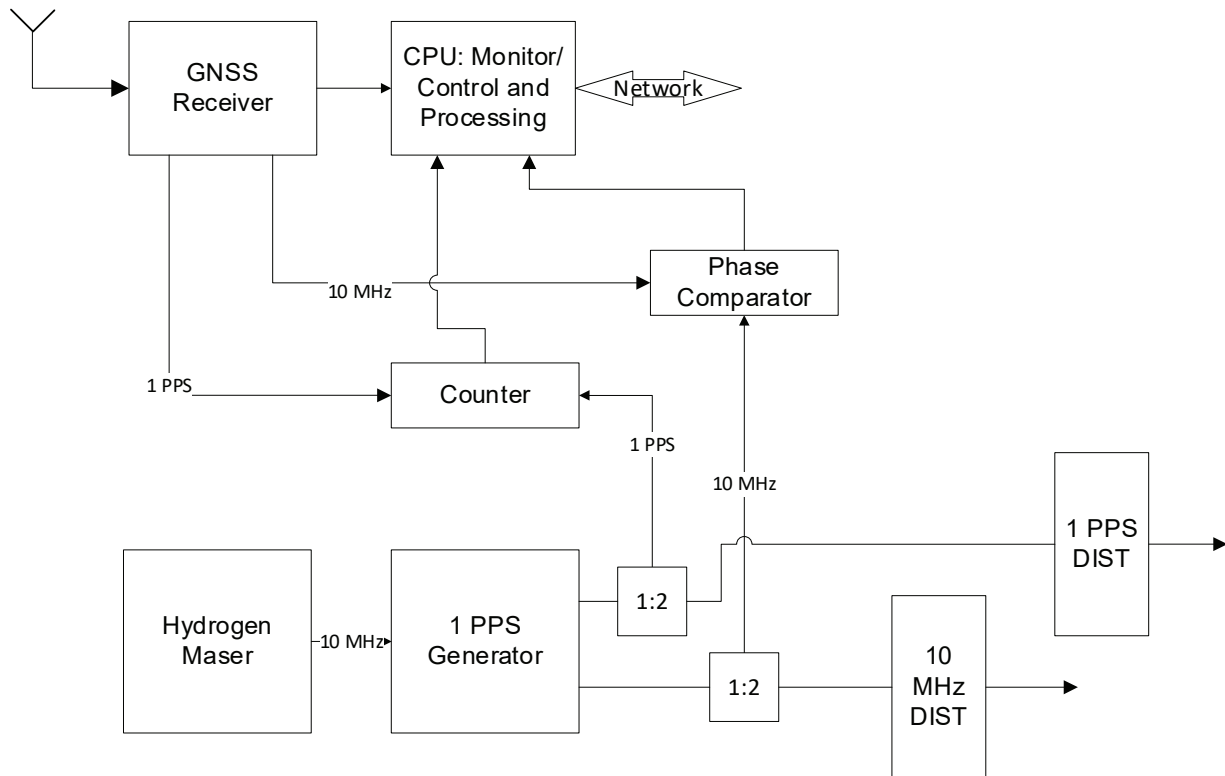 GNSS
Receiver
CPU: Monitor/
Control and
Processing
Network
Phase
Comparator
10 MHz
1 PPS
Counter
1 PPS
10 MHz
1 PPS
DIST
Hydrogen
Maser
10 MHz
1 PPS
Generator
1:2
1:2
10
MHz
DIST